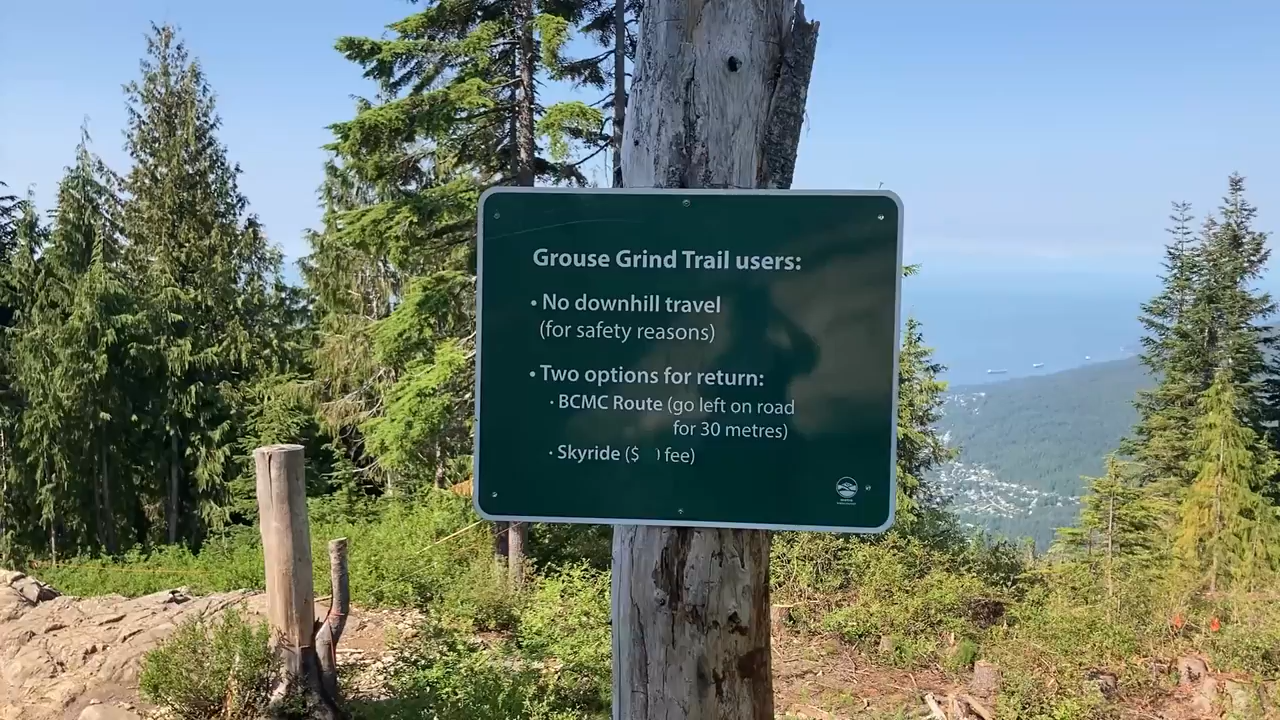 Grouse Grind Trail users:
• No downhill travel
(for safety reasons)
• Two options for return:
• BCMC Route (go left on road
for 30 metres)
• Skyride ($ ) fee)